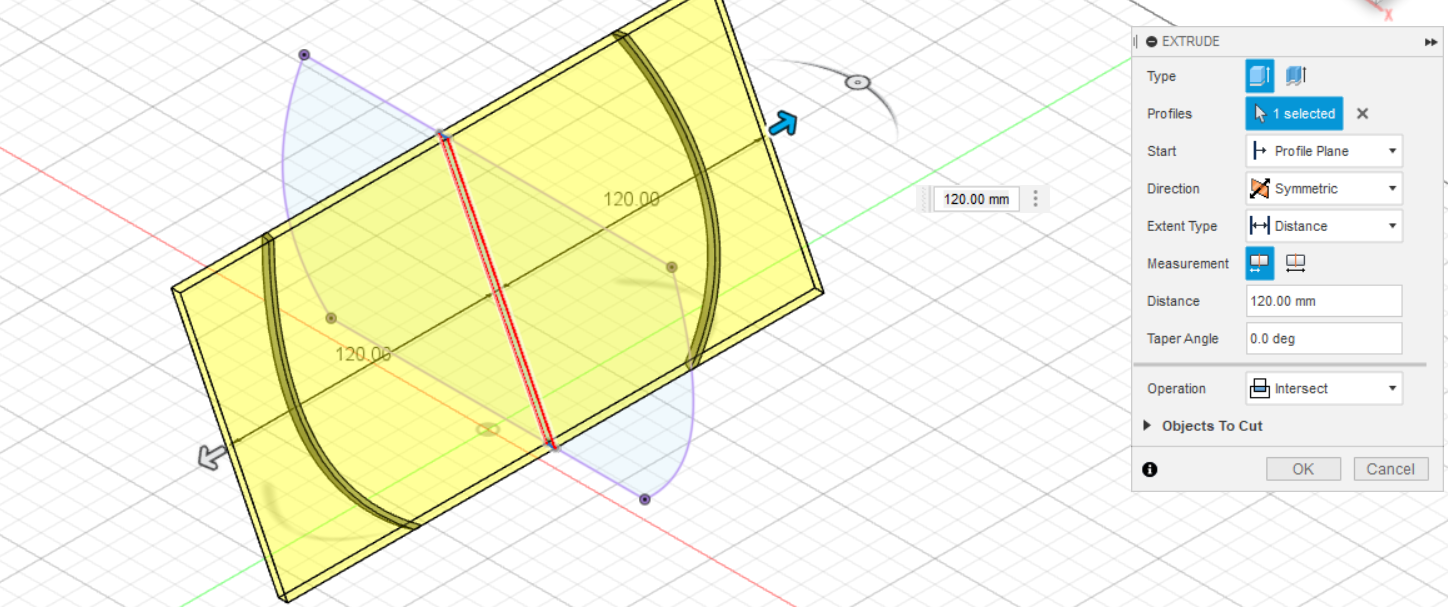 X
EXTRUDE
Type
Profiles 1 selected
Start Profile Plane
Direction Symmetric
Extent Type Distance
Measurement
Distance 120.00 mm
Taper Angle 0.0 deg
Operation Intersect
Objects To Cut
OK Cancel
120.00
120.00 mm
120.00